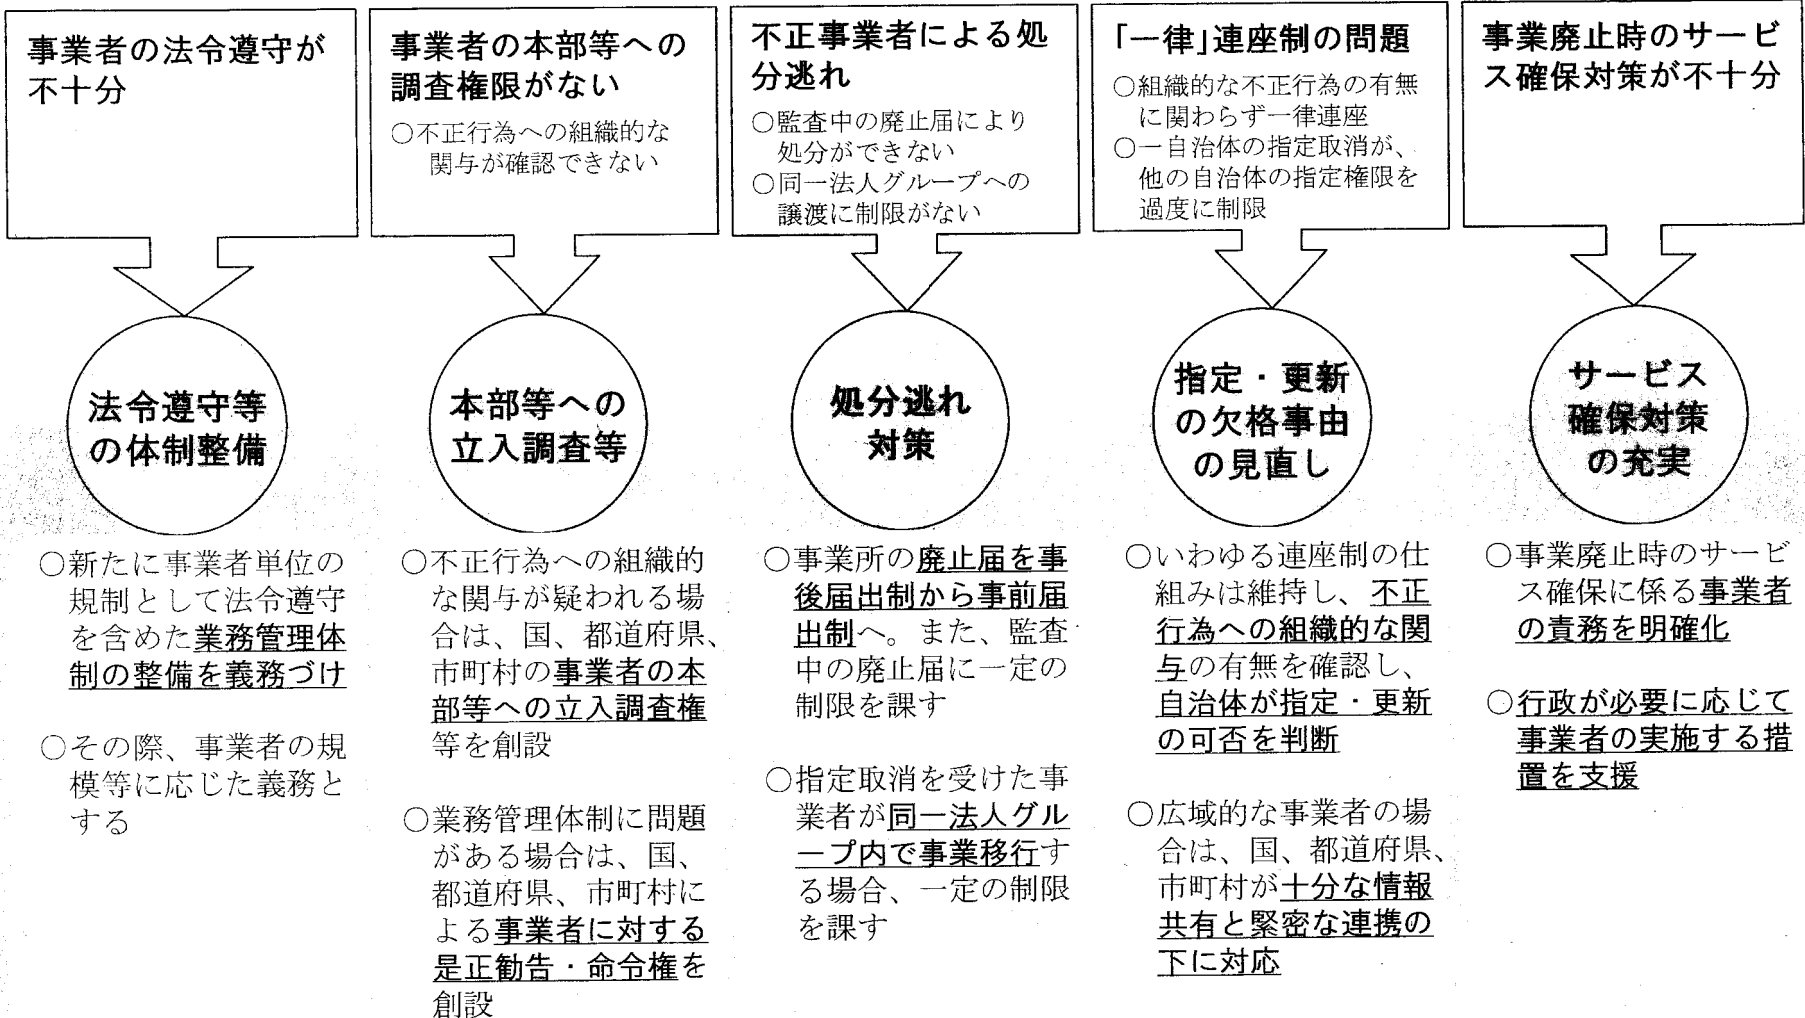 事業者の法令遵守が
不十分
事業者の本部等への
調査権限がない
○不正行為への組織的な
関与が確認できない
不正事業者による処
分逃れ
○監査中の廃止届により
処分ができない
○同一法人グループへの
譲渡に制限がない
「一律」連座制の問題
○組織的な不正行為の有無
に関わらず一律連座
○一自治体の指定取消が、
他の自治体の指定権限を
過度に制限
事業廃止時のサービ
ス確保対策が不十分
法令遵守等
の体制整備
本部等への
立入調査等
処分逃れ
対策
指定・更新
の欠格事由
の見直し
サービス
確保対策
の充実
○新たに事業者単位の
規制として法令遵守
を含めた業務管理体
制の整備を義務づけ
○その際、事業者の規
模等に応じた義務と
する
○不正行為への組織的
な関与が疑われる場
合は、国、都道府県、
市町村の事業者の本
部等への立入調査権
等を創設
○業務管理体制に問題
がある場合は、国、
都道府県、市町村に
よる事業者に対する
是正勧告・命令権を
創設
○事業所の廃止届を事
後届出制から事前届
出制へ。また、監査
中の廃止届に一定の
制限を課す
○指定取消を受けた事
業者が同一法人グル
ープ内で事業移行す
る場合、一定の制限
を課す
○いわゆる連座制の仕
組みは維持し、不正
行為への組織的な関
与の有無を確認し、
自治体が指定・更新
の可否を判断
○広域的な事業者の場
合は、国、都道府県、
市町村が十分な情報
共有と緊密な連携の
下に対応
○事業廃止時のサービ
ス確保に係る事業者
の責務を明確化
○行政が必要に応じて
事業者の実施する措
置を支援